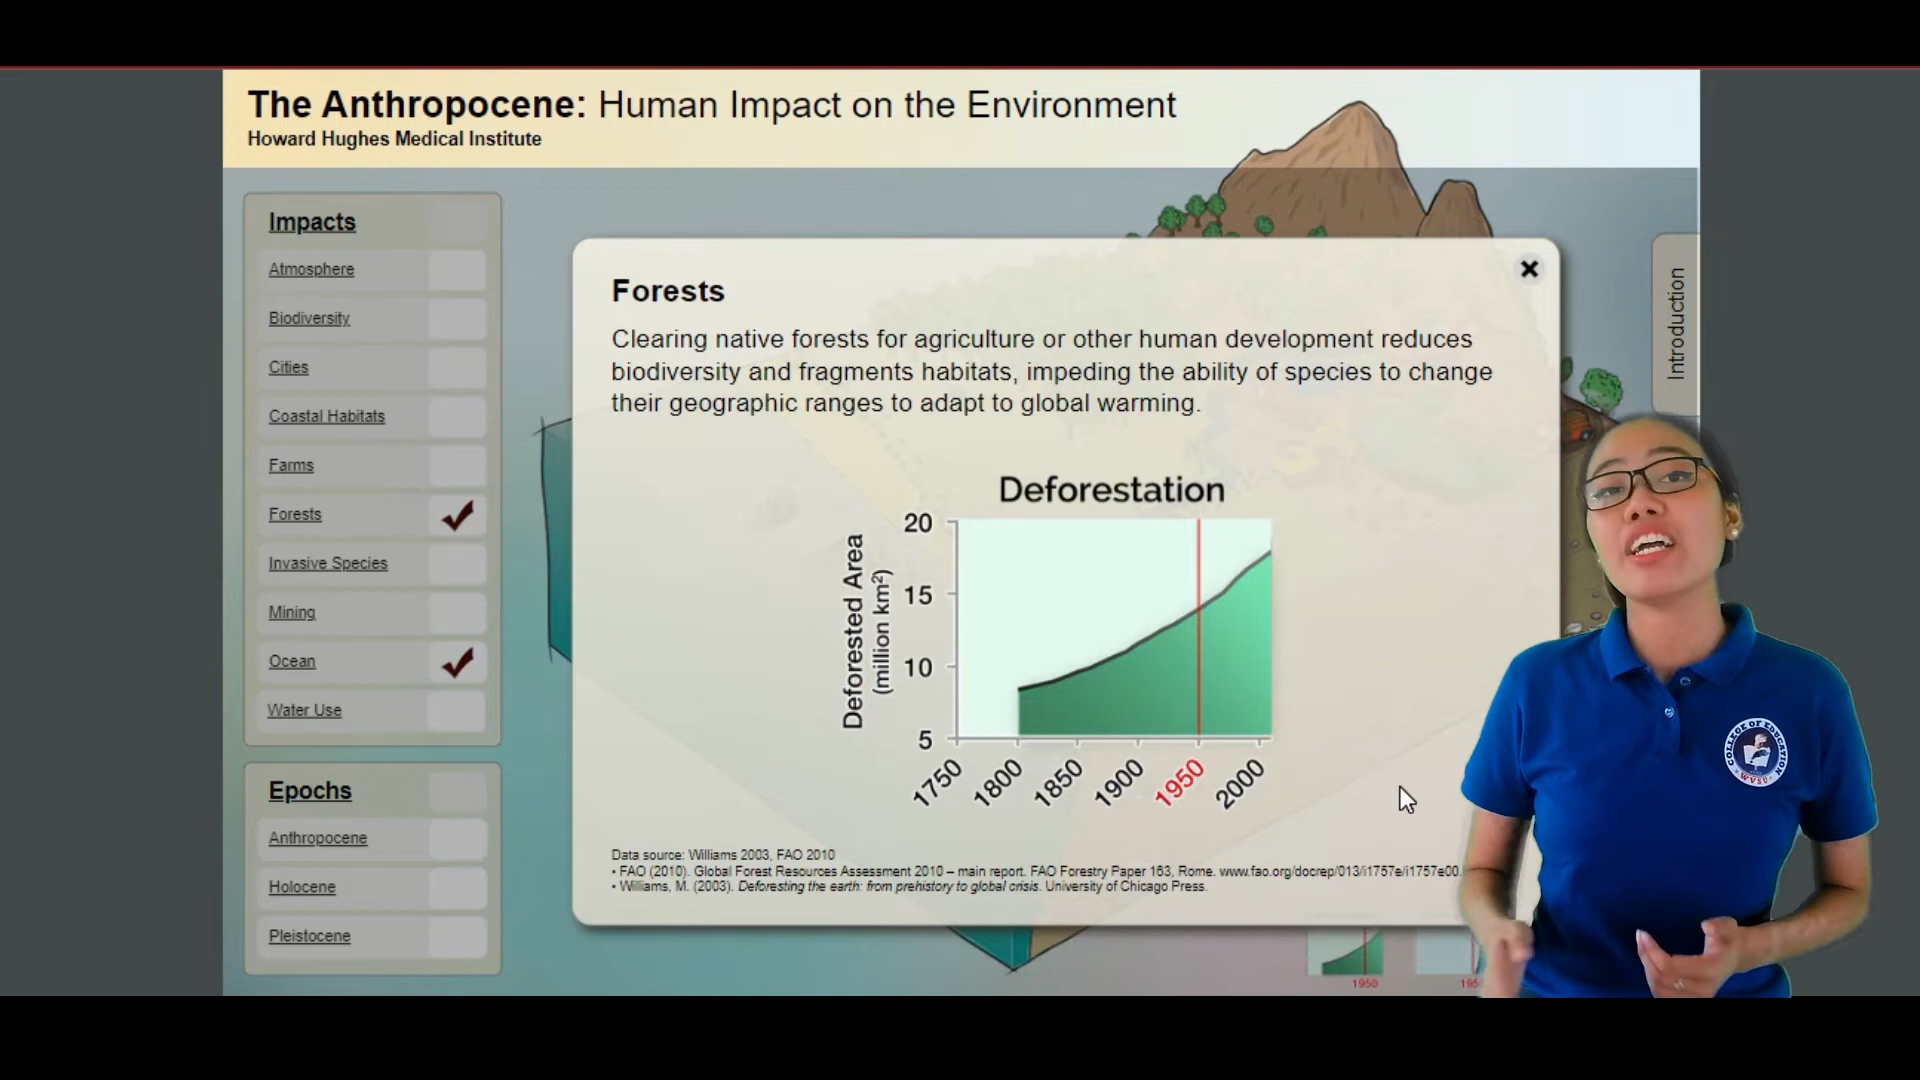 The Anthropocene: Human Impact on the Environment
Howard Hughes Medical Institute
Impacts
Atmosphere
Biodiversity
Cities
Coastal Habitats
Farms
Forests
Invasive Species
Mining
Ocean
Water Use
Epochs
Anthropocene
Holocene
Pleistocene
Introduction
Forests
Clearing native forests for agriculture or other human development reduces
biodiversity and fragments habitats, impeding the ability of species to change
their geographic ranges to adapt to global warming.
Deforestation
Deforested Area
(million km²)
20
15
10
5
1750
1800
1850
1900
1950
2000
Data source: Williams 2003, FAO 2010
• FAO (2010). Global Forest Resources Assessment 2010 – main report. FAO Forestry Paper 163, Rome. www.fao.org/docrep/013/i1757e/i1757e00.
• Williams, M. (2003). Deforesting the earth: from prehistory to global crisis. University of Chicago Press.
1950
195
COLLEGE OF EDUCATION
WVSU